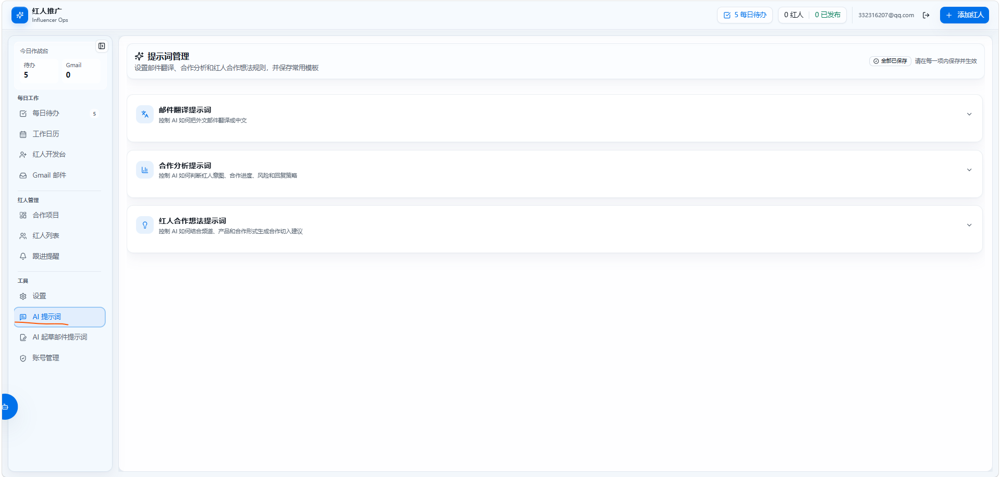 红人推广
Influencer Ops
5 每日待办
0 红人
0 已发布
332316207@qq.com
添加红人
今日作战台
待办
5
Gmail
0
每日工作
每日待办
5
工作日历
红人开发台
Gmail 邮件
红人管理
合作项目
红人列表
跟进提醒
工具
设置
AI 提示词
AI 起草邮件提示词
账号管理
提示词管理
设置邮件翻译、合作分析和红人合作想法规则，并保存常用模板
全部已保存
请在每一项内保存并生效
邮件翻译提示词
控制 AI 如何把外文邮件翻译成中文
合作分析提示词
控制 AI 如何判断红人意图、合作进度、风险和回复策略
红人合作想法提示词
控制 AI 如何结合频道、产品和合作形式生成合作切入建议